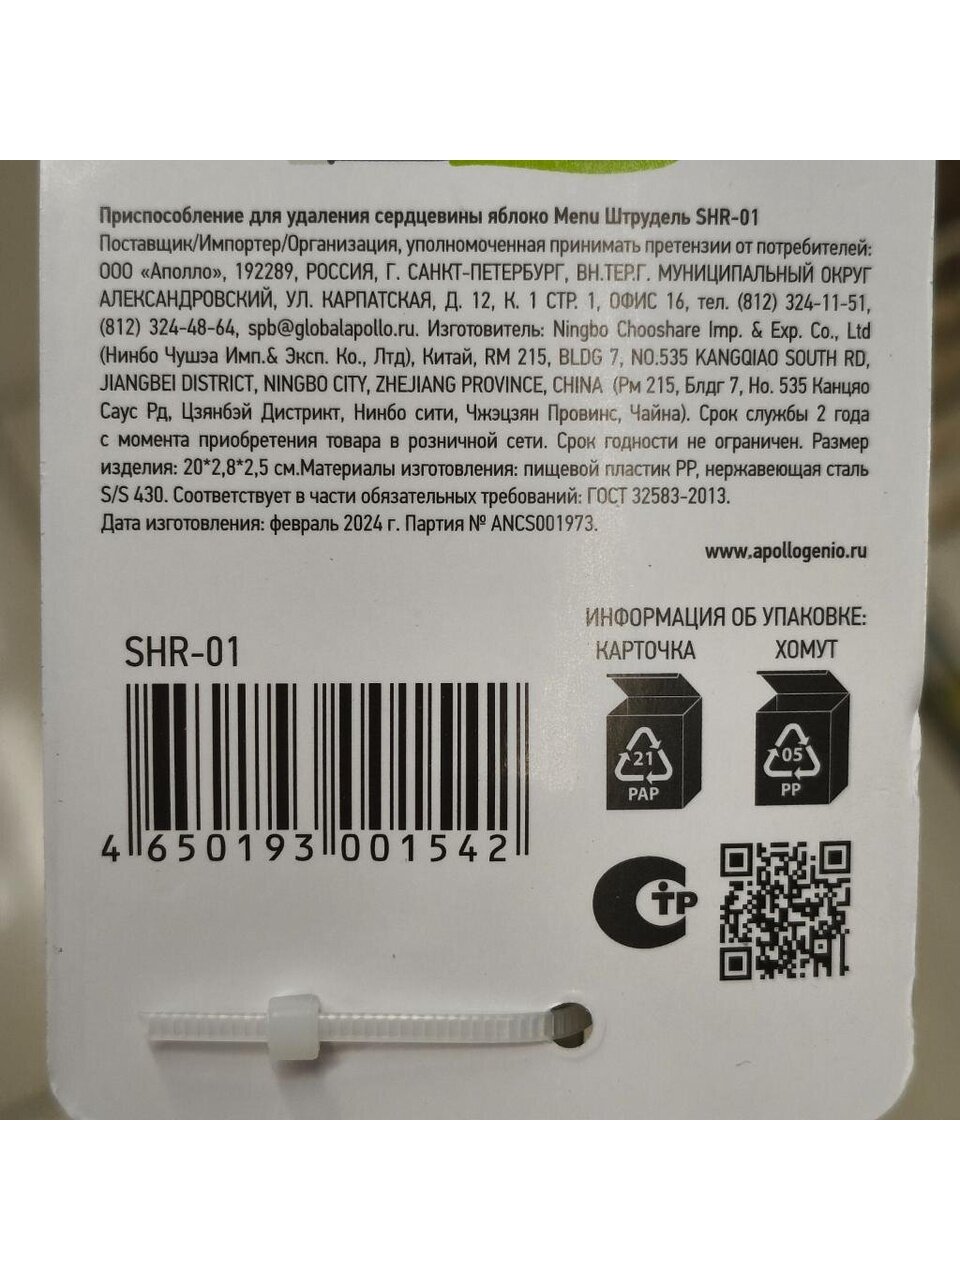 Приспособление для удаления сердцевины яблоко Menu Штрудель SHR-01
Поставщик/Импортер/Организация, уполномоченная принимать претензии от потребителей:
ООО «Аполло», 192289, РОССИЯ, Г. САНКТ-ПЕТЕРБУРГ, ВН.ТЕР.Г. МУНИЦИПАЛЬНЫЙ ОКРУГ
АЛЕКСАНДРОВСКИЙ, УЛ. КАРПАТСКАЯ, Д. 12, К. 1 СТР. 1, ОФИС 16, тел. (812) 324-11-51,
(812) 324-48-64, spb@globalapollo.ru. Изготовитель: Ningbo Chooshare Imp. & Exp. Co., Ltd
(Нинбо Чушэа Имп.& Эксп. Ко., Лтд), Китай, RM 215, BLDG 7, NO.535 KANGQIAO SOUTH RD,
JIANGBEI DISTRICT, NINGBO CITY, ZHEJIANG PROVINCE, CHINA (Рм 215, Блдг 7, Но. 535 Канцяо
Саус Рд, Цзянбэй Дистрикт, Нинбо сити, Чжэцзян Провинс, Чайна). Срок службы 2 года
с момента приобретения товара в розничной сети. Срок годности не ограничен. Размер
изделия: 20*2,8*2,5 см.Материалы изготовления: пищевой пластик PP, нержавеющая сталь
S/S 430. Соответствует в части обязательных требований: ГОСТ 32583-2013.
Дата изготовления: февраль 2024 г. Партия № ANCS001973.
www.apollogenio.ru
ИНФОРМАЦИЯ ОБ УПАКОВКЕ:
КАРТОЧКА ХОМУТ
SHR-01
21
PAP
05
PP
4 650193 001542
СТР